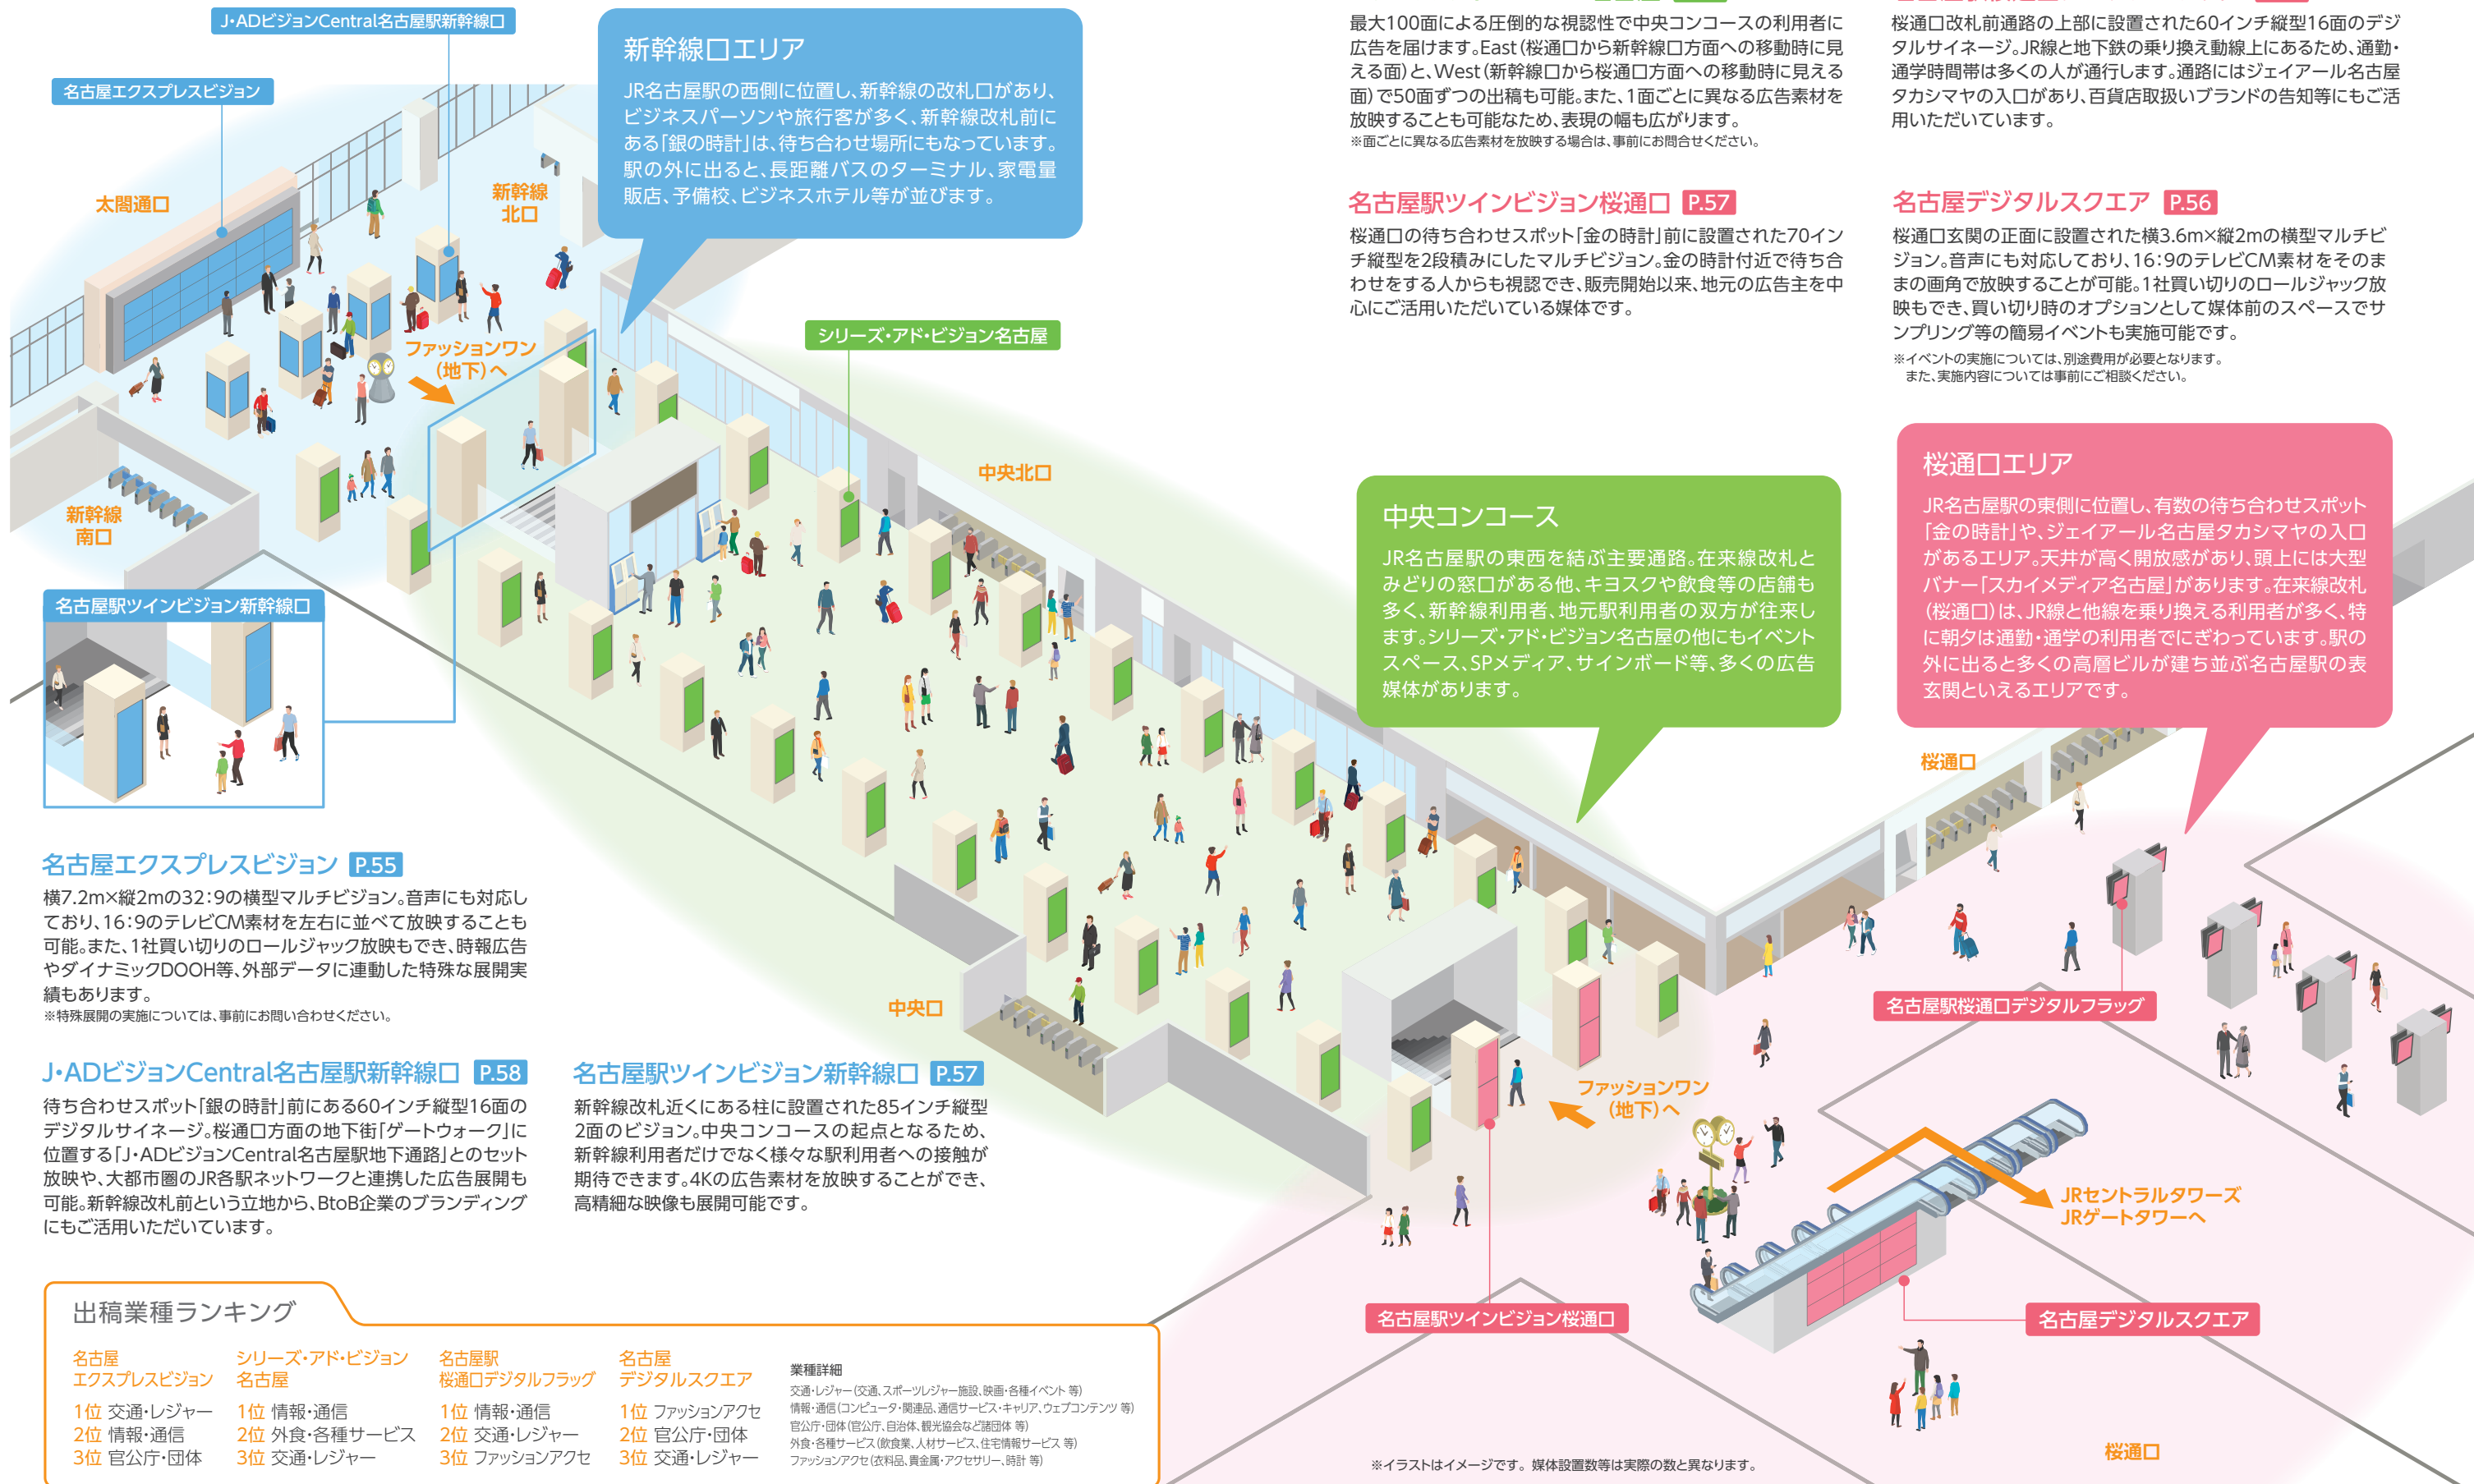 J・ADビジョンCentral名古屋駅新幹線口
名古屋エクスプレスビジョン
太閤通口
新幹線
北口
ファッションワン
(地下)へ
新幹線
南口
新幹線口エリア
JR名古屋駅の西側に位置し、新幹線の改札口があり、
ビジネスパーソンや旅行客が多く、新幹線改札前に
ある「銀の時計」は、待ち合わせ場所にもなっています。
駅の外に出ると、長距離バスのターミナル、家電量
販店、予備校、ビジネスホテル等が並びます。
シリーズ・アド・ビジョン名古屋
中央北口
名古屋駅ツインビジョン新幹線口
最大100面による圧倒的な視認性で中央コンコースの利用者に
広告を届けます。East（桜通口から新幹線口方面への移動時に見
える面）と、West（新幹線口から桜通口方面への移動時に見える
面）で50面ずつの出稿も可能。また、1面ごとに異なる広告素材を
放映することも可能なため、表現の幅も広がります。
※面ごとに異なる広告素材を放映する場合は、事前にお問合せください。
桜通口改札前通路の上部に設置された60インチ縦型16面のデジ
タルサイネージ。JR線と地下鉄の乗り換え動線上にあるため、通勤・
通学時間帯は多くの人が通行します。通路にはジェイアール名古屋
タカシマヤの入口があり、百貨店取扱いブランドの告知等にもご活
用いただいています。
名古屋駅ツインビジョン桜通口 P.57
桜通口の待ち合わせスポット「金の時計」前に設置された70イン
チ縦型を2段積みにしたマルチビジョン。金の時計付近で待ち合
わせをする人からも視認でき、販売開始以来、地元の広告主を中
心にご活用いただいている媒体です。
名古屋デジタルスクエア P.56
桜通口玄関の正面に設置された横3.6m×縦2mの横型マルチビ
ジョン。音声にも対応しており、16：9のテレビCM素材をそのま
まの画角で放映することが可能。1社買い切りのロールジャック放
映もでき、買い切り時のオプションとして媒体前のスペースでサ
ンプリング等の簡易イベントも実施可能です。
※イベントの実施については、別途費用が必要となります。
また、実施内容については事前にご相談ください。
中央コンコース
JR名古屋駅の東西を結ぶ主要通路。在来線改札と
みどりの窓口がある他、キヨスクや飲食等の店舗も
多く、新幹線利用者、地元駅利用者の双方が往来し
ます。シリーズ・アド・ビジョン名古屋の他にもイベント
スペース、SPメディア、サインボード等、多くの広告
媒体があります。
桜通口エリア
JR名古屋駅の東側に位置し、有数の待ち合わせスポット
「金の時計」や、ジェイアール名古屋タカシマヤの入口
があるエリア。天井が高く開放感があり、頭上には大型
バナー「スカイメディア名古屋」があります。在来線改札
（桜通口）は、JR線と他線を乗り換える利用者が多く、特
に朝夕は通勤・通学の利用者でにぎわっています。駅の
外に出ると多くの高層ビルが建ち並ぶ名古屋駅の表
玄関といえるエリアです。
桜通口
名古屋駅桜通口デジタルフラッグ
中央口
ファッションワン
(地下)へ
JRセントラルタワーズ
JRゲートタワーへ
名古屋駅ツインビジョン桜通口
名古屋デジタルスクエア
桜通口
名古屋エクスプレスビジョン P.55
横7.2m×縦2mの32：9の横型マルチビジョン。音声にも対応し
ており、16：9のテレビCM素材を左右に並べて放映することも
可能。また、1社買い切りのロールジャック放映もでき、時報広告
やダイナミックDOOH等、外部データに連動した特殊な展開実
績もあります。
※特殊展開の実施については、事前にお問い合わせください。
J・ADビジョンCentral名古屋駅新幹線口 P.58
待ち合わせスポット「銀の時計」前にある60インチ縦型16面の
デジタルサイネージ。桜通口方面の地下街「ゲートウォーク」に
位置する「J・ADビジョンCentral名古屋駅地下通路」とのセット
放映や、大都市圏のJR各駅ネットワークと連携した広告展開も
可能。新幹線改札前という立地から、BtoB企業のブランディング
にもご活用いただいています。
名古屋駅ツインビジョン新幹線口 P.57
新幹線改札近くにある柱に設置された85インチ縦型
2面のビジョン。中央コンコースの起点となるため、
新幹線利用者だけでなく様々な駅利用者への接触が
期待できます。4Kの広告素材を放映することができ、
高精細な映像も展開可能です。
出稿業種ランキング
名古屋
エクスプレスビジョン
1位 交通・レジャー
2位 情報・通信
3位 官公庁・団体
シリーズ・アド・ビジョン
名古屋
1位 情報・通信
2位 外食・各種サービス
3位 交通・レジャー
名古屋駅
桜通口デジタルフラッグ
1位 情報・通信
2位 交通・レジャー
3位 ファッションアクセ
名古屋
デジタルスクエア
1位 ファッションアクセ
2位 官公庁・団体
3位 交通・レジャー
業種詳細
交通・レジャー（交通、スポーツレジャー施設、映画・各種イベント 等）
情報・通信（コンピュータ・関連品、通信サービス・キャリア、ウェブコンテンツ 等）
官公庁・団体（官公庁、自治体、観光協会など諸団体 等）
外食・各種サービス（飲食業、人材サービス、住宅情報サービス 等）
ファッションアクセ（衣料品、貴金属・アクセサリー、時計 等）
※イラストはイメージです。媒体設置数等は実際の数と異なります。